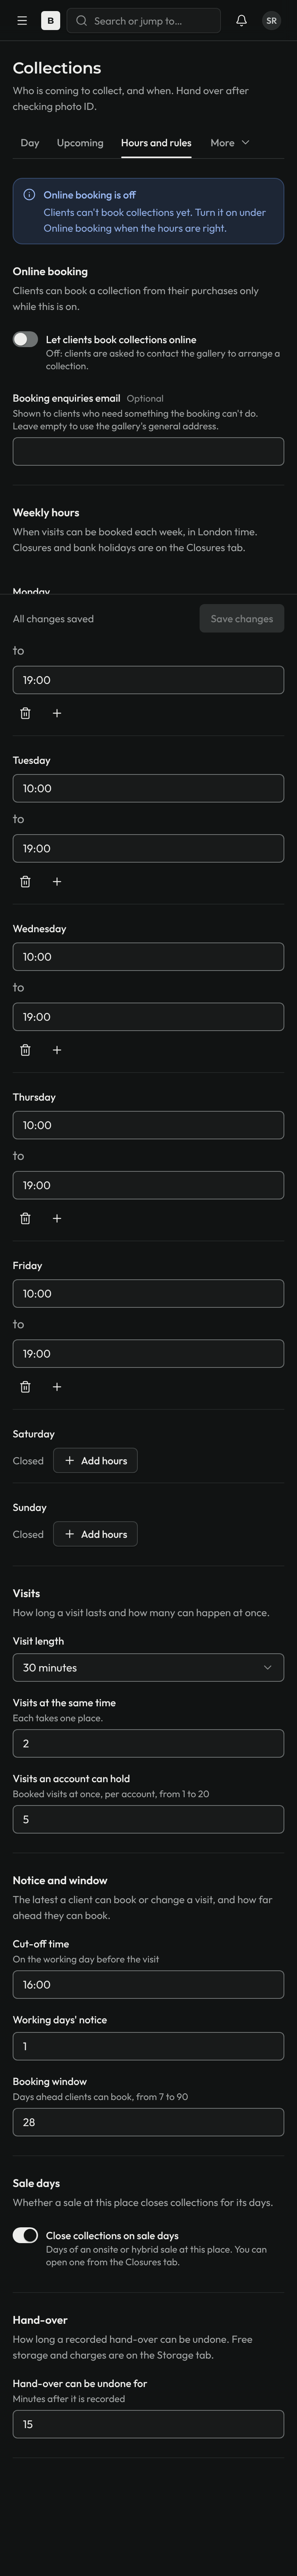 B
Search or jump to...
SR
Collections
Who is coming to collect, and when. Hand over after
checking photo ID.
Day
Upcoming
Hours and rules
More
Online booking is off
Clients can't book collections yet. Turn it on under
Online booking when the hours are right.
Online booking
Clients can book a collection from their purchases only
while this is on.
Let clients book collections online
Off: clients are asked to contact the gallery to arrange a
collection.
Booking enquiries email Optional
Shown to clients who need something the booking can't do.
Leave empty to use the gallery's general address.
Weekly hours
When visits can be booked each week, in London time.
Closures and bank holidays are on the Closures tab.
Monday
All changes saved
Save changes
to
19:00
Tuesday
10:00
to
19:00
Wednesday
10:00
to
19:00
Thursday
10:00
to
19:00
Friday
10:00
to
19:00
Saturday
Closed
Add hours
Sunday
Closed
Add hours
Visits
How long a visit lasts and how many can happen at once.
Visit length
30 minutes
Visits at the same time
Each takes one place.
2
Visits an account can hold
Booked visits at once, per account, from 1 to 20
5
Notice and window
The latest a client can book or change a visit, and how far
ahead they can book.
Cut-off time
On the working day before the visit
16:00
Working days' notice
1
Booking window
Days ahead clients can book, from 7 to 90
28
Sale days
Whether a sale at this place closes collections for its days.
Close collections on sale days
Days of an onsite or hybrid sale at this place. You can
open one from the Closures tab.
Hand-over
How long a recorded hand-over can be undone. Free
storage and charges are on the Storage tab.
Hand-over can be undone for
Minutes after it is recorded
15